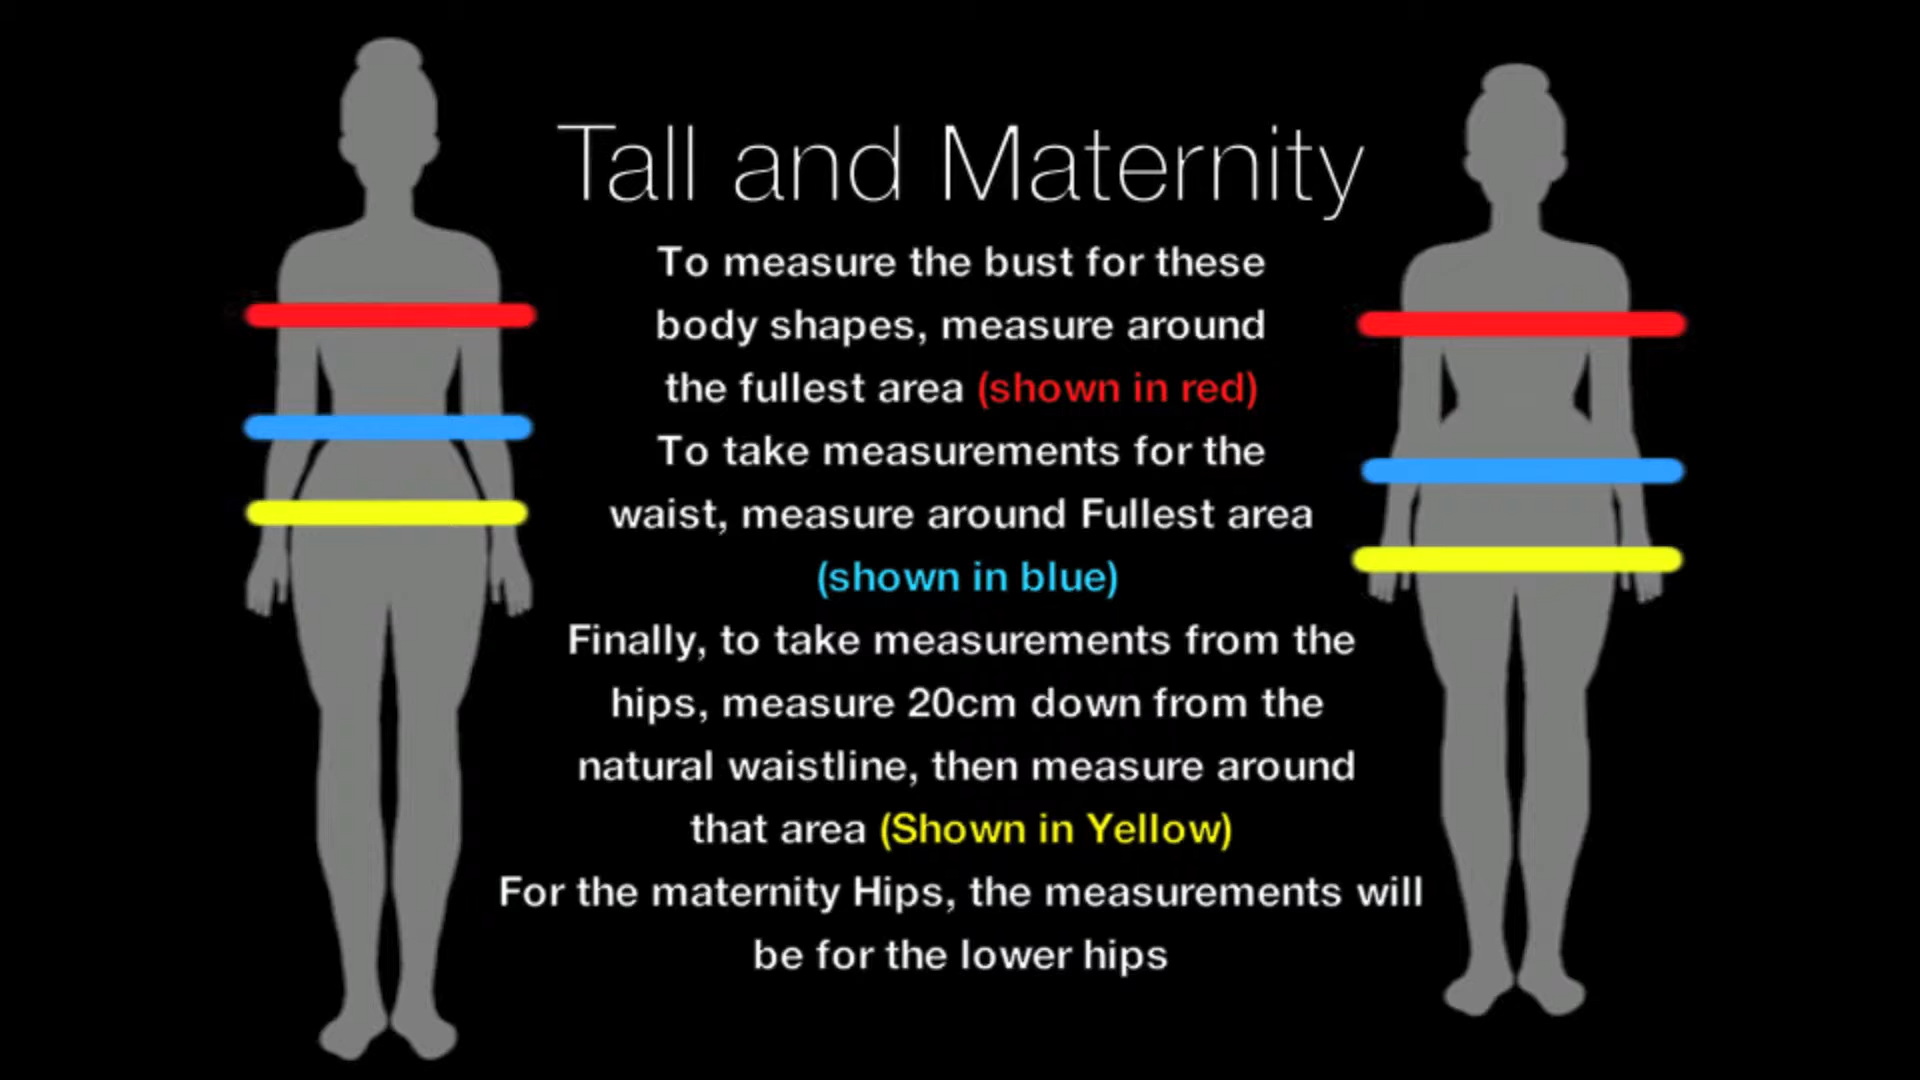 Tall and Maternity
To measure the bust for these
body shapes, measure around
the fullest area (shown in red)
To take measurements for the
waist, measure around Fullest area
(shown in blue)
Finally, to take measurements from the
hips, measure 20cm down from the
natural waistline, then measure around
that area (Shown in Yellow)
For the maternity Hips, the measurements will
be for the lower hips